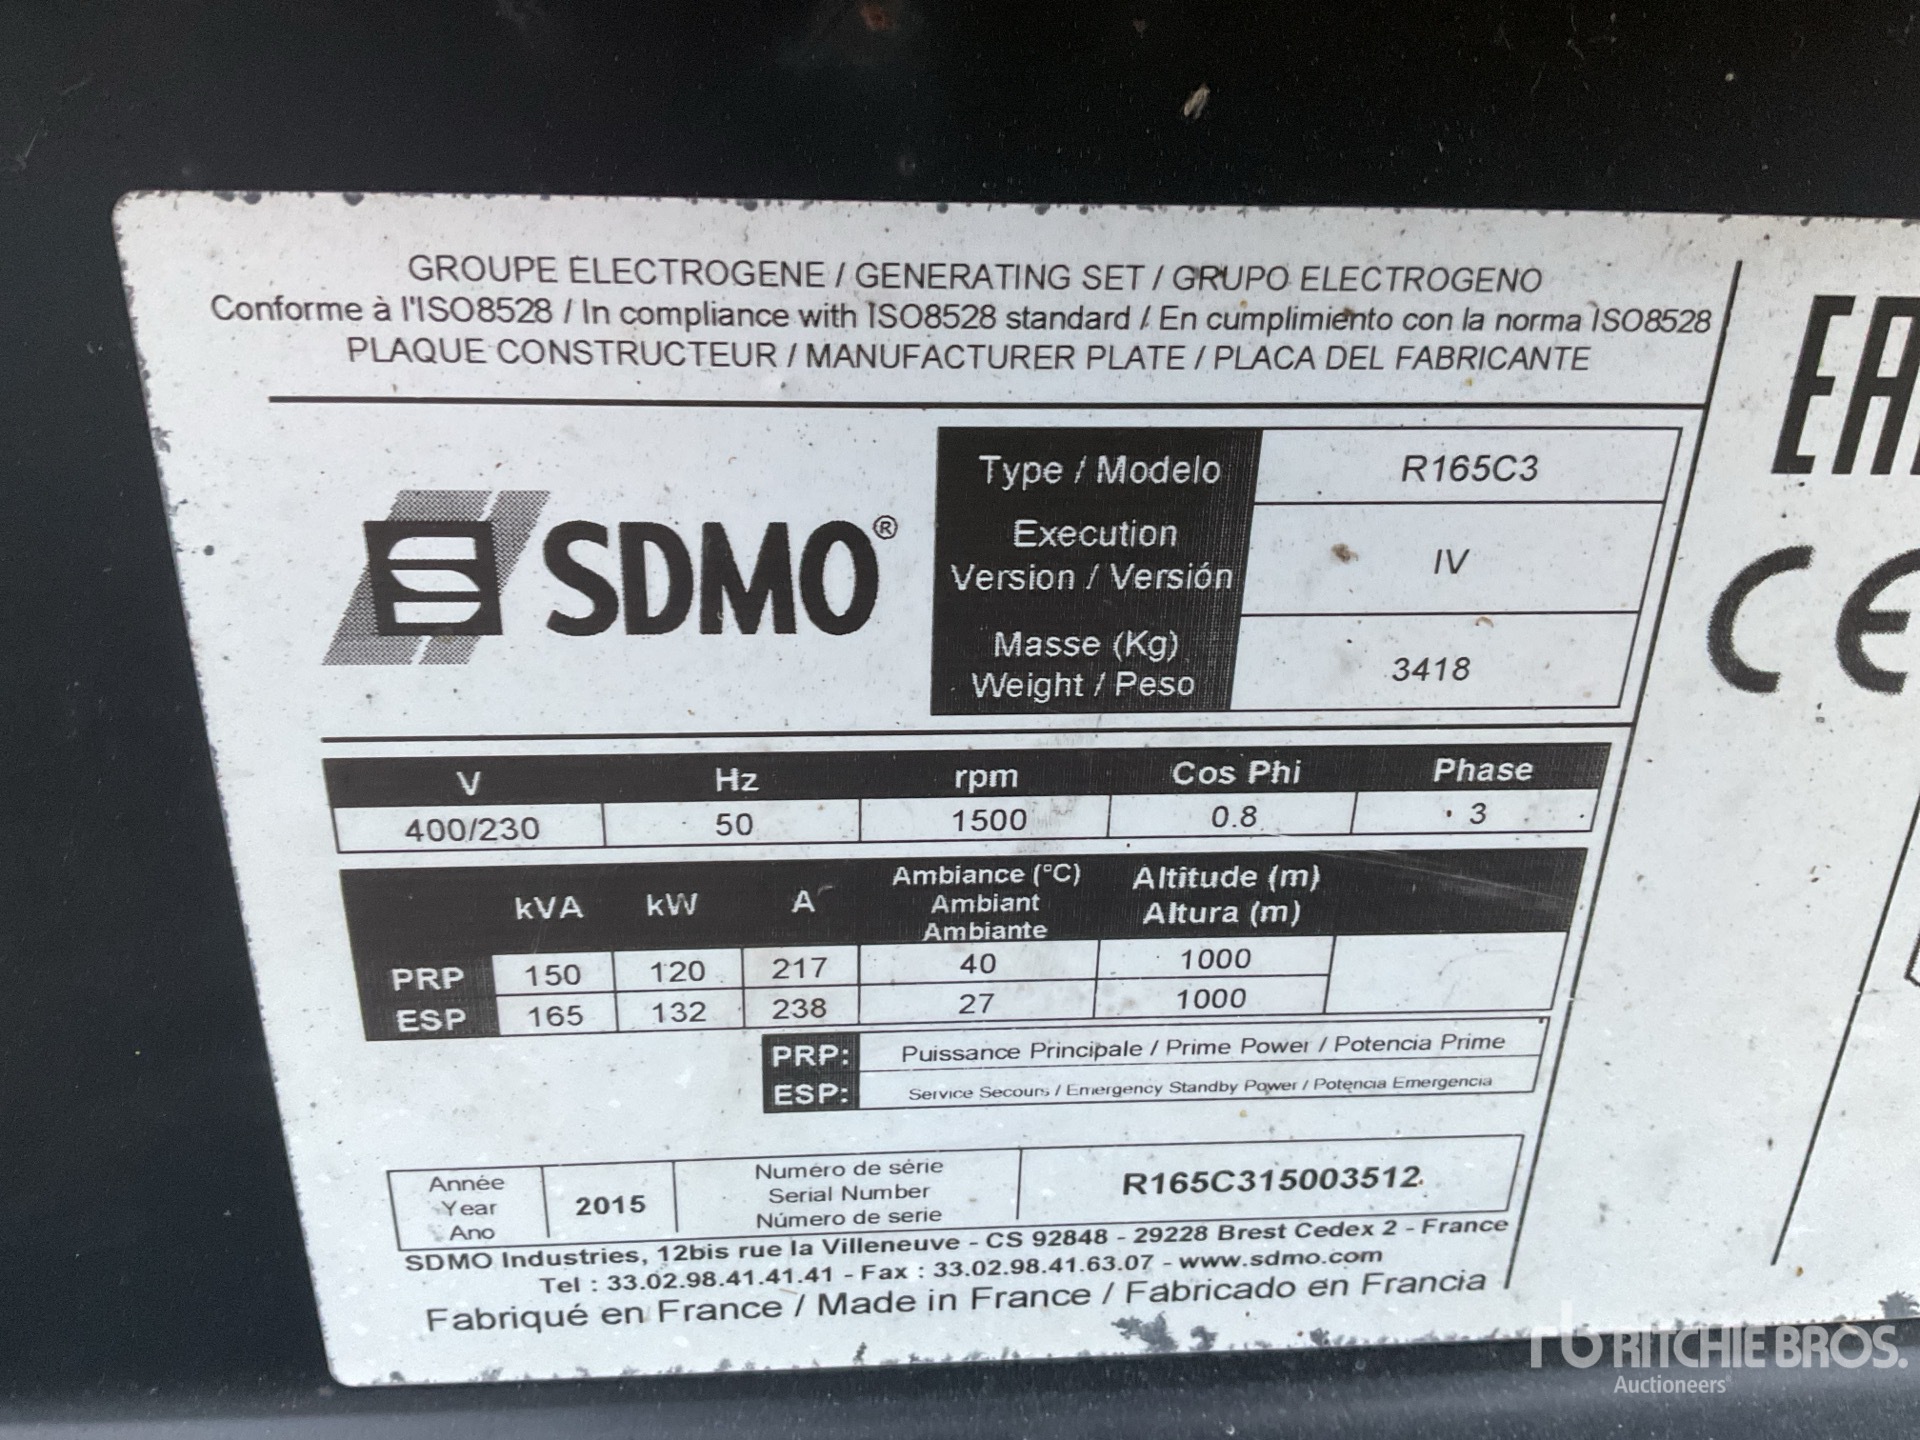 GROUPE ELECTROGENE / GENERATING SET / GRUPO ELECTROGENO
Conforme à l'ISO8528 / In compliance with ISO8528 standard / En cumplimiento con la norma ISO8528
PLAQUE CONSTRUCTEUR / MANUFACTURER PLATE / PLACA DEL FABRICANTE
SDMO®
Type / Modelo R165C3
Execution
Version / Versión IV
Masse (Kg)
Weight / Peso 3418
V Hz rpm Cos Phi Phase
400/230 50 1500 0.8 3
kVA kW A Ambiance (°C) Altitude (m)
Ambiant Altura (m)
Ambiante
PRP 150 120 217 40 1000
ESP 165 132 238 27 1000
PRP: Puissance Principale / Prime Power / Potencia Prime
ESP: Service Secours / Emergency Standby Power / Potencia Emergencia
Année
Year
Ano
2015
Numéro de série
Serial Number
Número de serie
R165C315003512
SDMO Industries, 12bis rue la Villeneuve - CS 92848 - 29228 Brest Cedex 2 - France
Tel : 33.02.98.41.41.41 - Fax : 33.02.98.41.63.07 - www.sdmo.com
Fabriqué en France / Made in France / Fabricado en Francia
CE
rb RITCHIE BROS.
Auctioneers